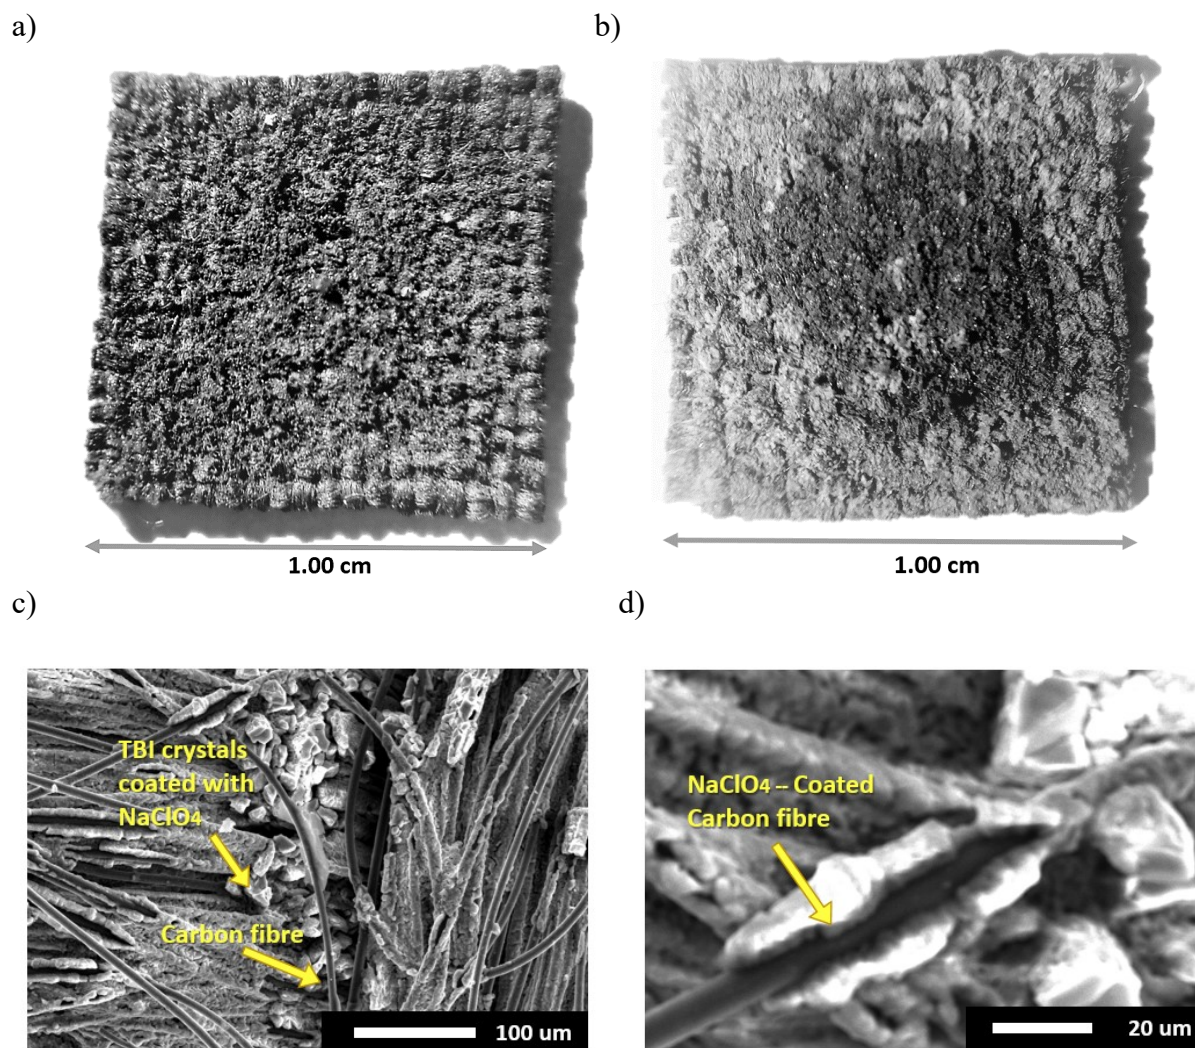 a)
b)
1.00 cm
1.00 cm
c)
d)
TBI crystals
coated with
NaClO4
Carbon fibre
100 um
NaClO4 – Coated
Carbon fibre
20 um